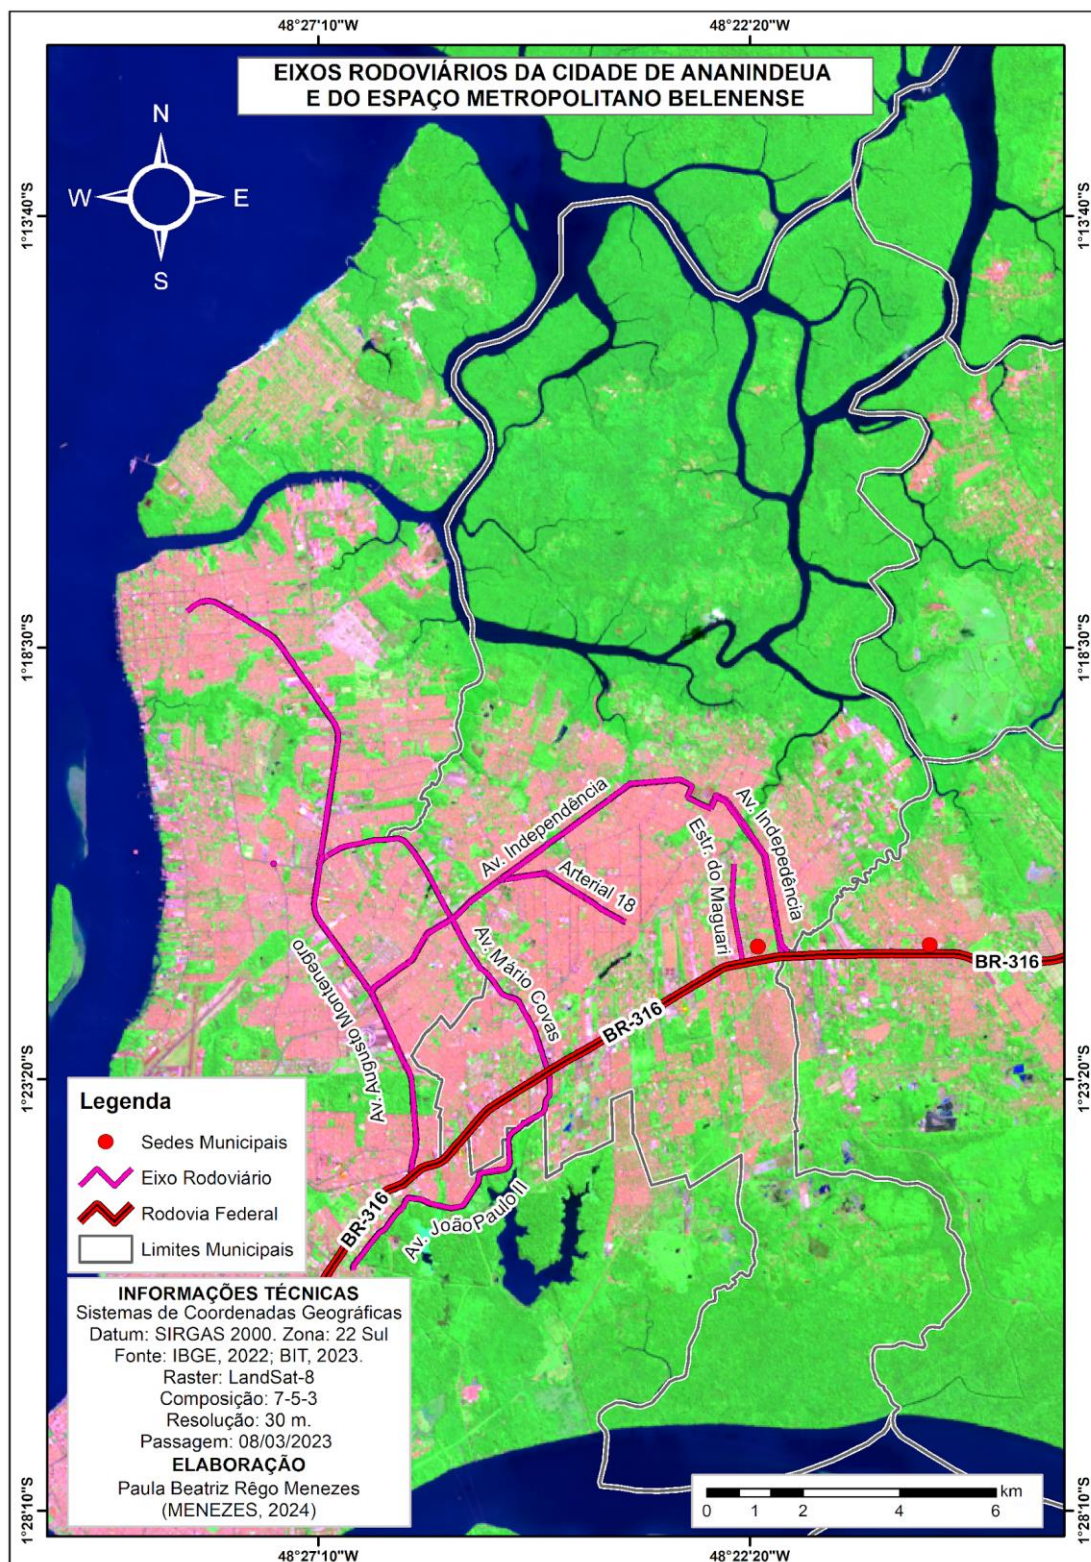 48°27'10"W
48°22'20"W
EIXOS RODOVIÁRIOS DA CIDADE DE ANANINDEUA
E DO ESPAÇO METROPOLITANO BELENENSE
N
W
E
S
1°13'40"S
1°13'40"S
1°18'30"S
1°18'30"S
Av. Independência
Av. Indepedência
Estr. do Maguari
Arterial 18
Av. Mário Covas
Av. Augusto Montenegro
BR-316
BR-316
BR-316
Av. João Paulo II
1°23'20"S
1°23'20"S
Legenda
Sedes Municipais
Eixo Rodoviário
Rodovia Federal
Limites Municipais
INFORMAÇÕES TÉCNICAS
Sistemas de Coordenadas Geográficas
Datum: SIRGAS 2000. Zona: 22 Sul
Fonte: IBGE, 2022; BIT, 2023.
Raster: LandSat-8
Composição: 7-5-3
Resolução: 30 m.
Passagem: 08/03/2023
ELABORAÇÃO
Paula Beatriz Rêgo Menezes
(MENEZES, 2024)
km
0 1 2 4 6
1°28'10"S
1°28'10"S
48°27'10"W
48°22'20"W